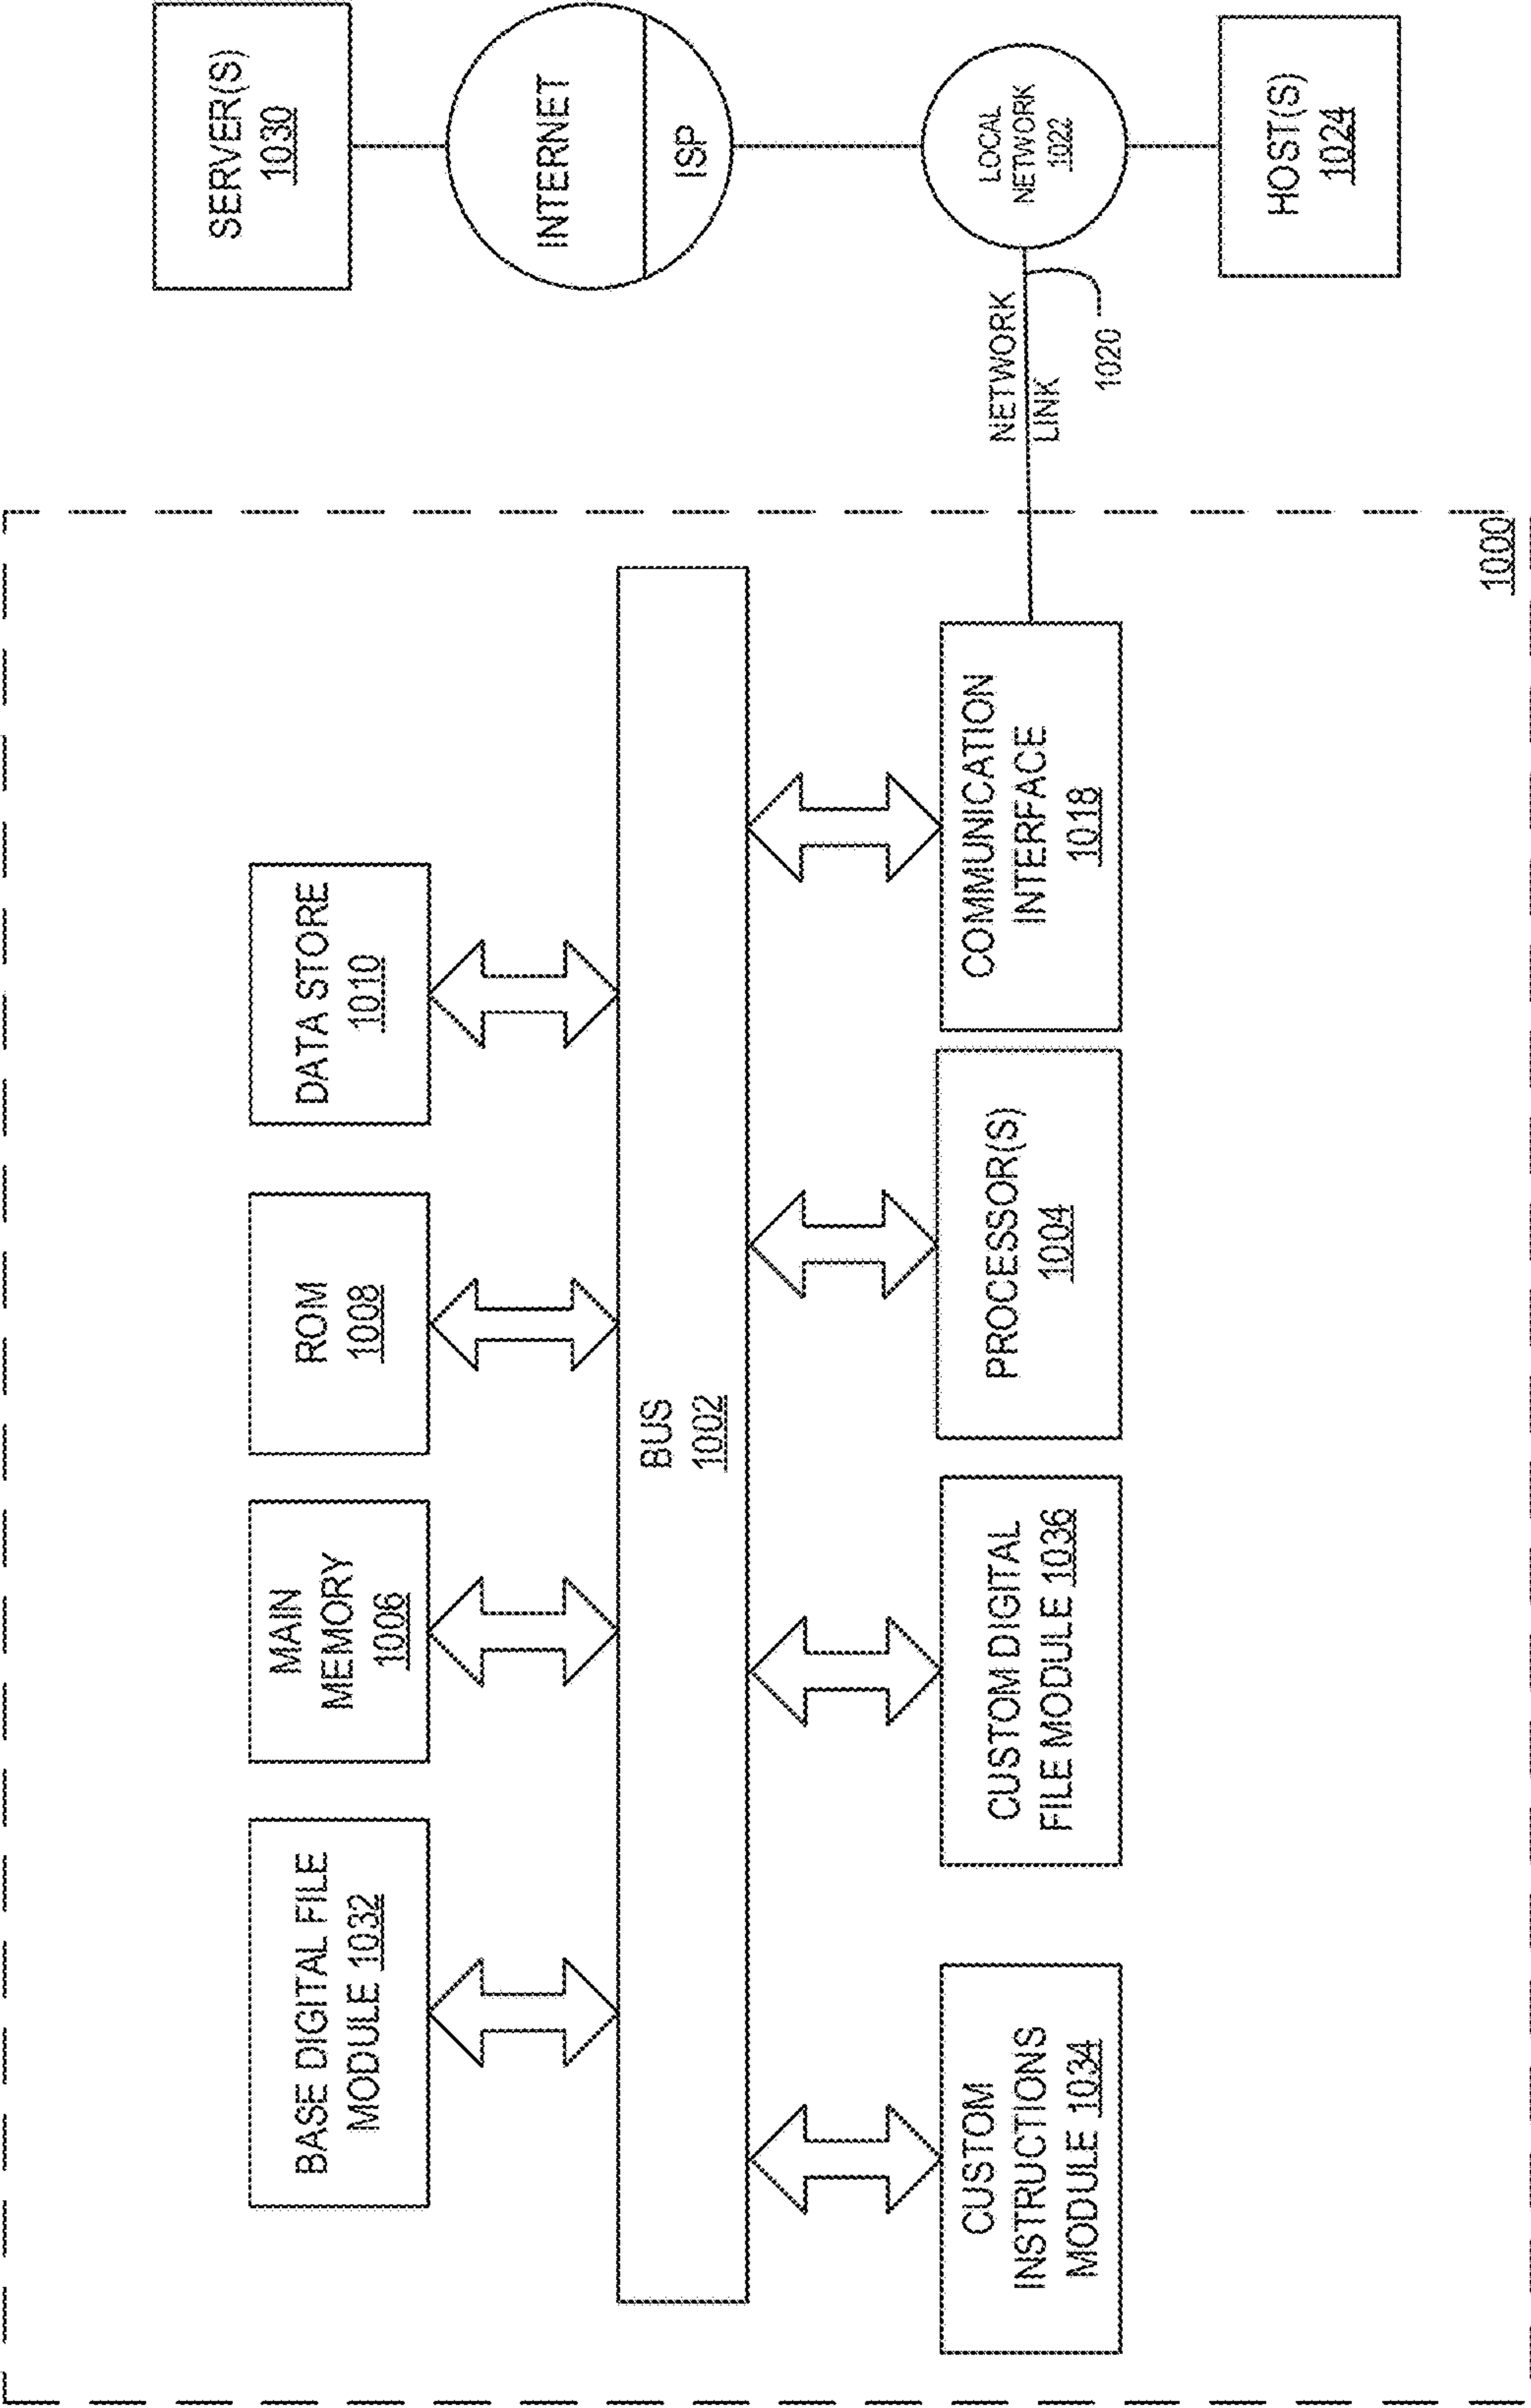 BASE DIGITAL FILE
MODULE 1032
MAIN
MEMORY
1006
ROM
1008
DATA STORE
1010
SERVER(S)
1030
INTERNET
ISP
BUS
1002
NETWORK
LINK
1020
LOCAL
NETWORK
1022
HOST(S)
1024
CUSTOM
INSTRUCTIONS
MODULE 1034
CUSTOM DIGITAL
FILE MODULE 1036
PROCESSOR(S)
1004
COMMUNICATION
INTERFACE
1018
1000